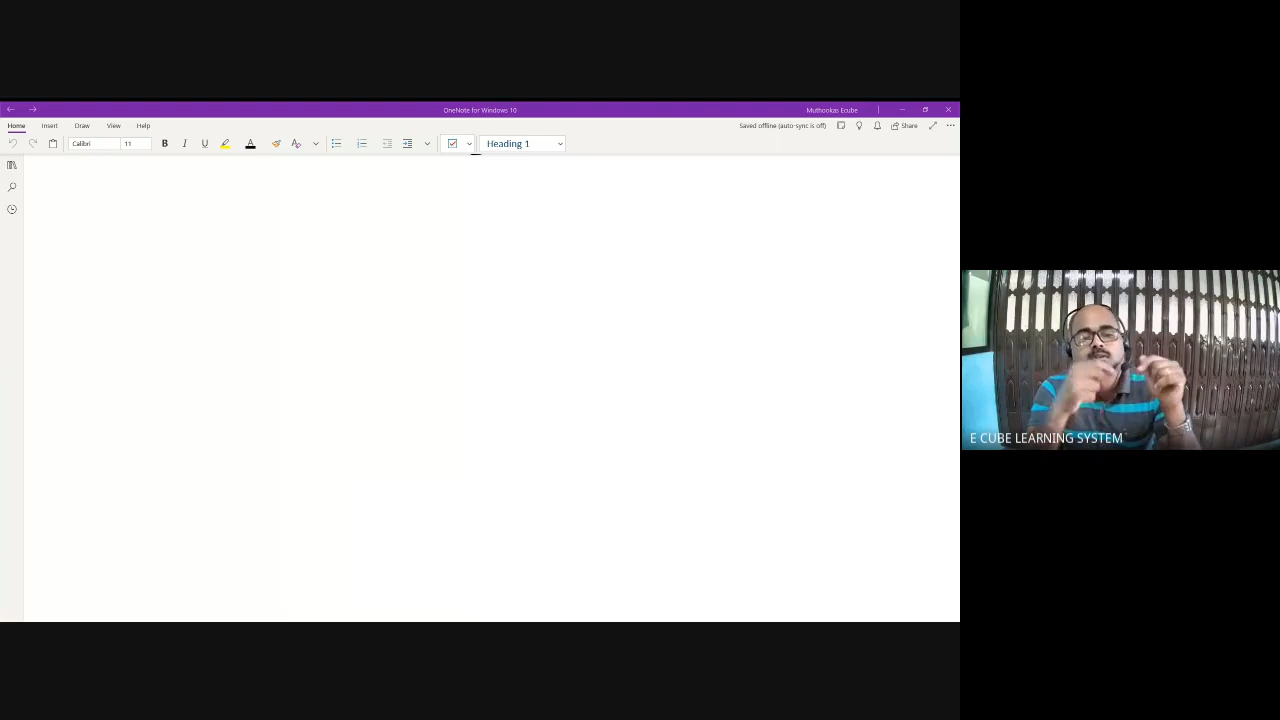 OneNote for Windows 10
Muthookas Ecube
Home Insert Draw View Help
Saved offline (auto-sync is off)
Share
Calibri 11 B I U A Heading 1
E CUBE LEARNING SYSTEM